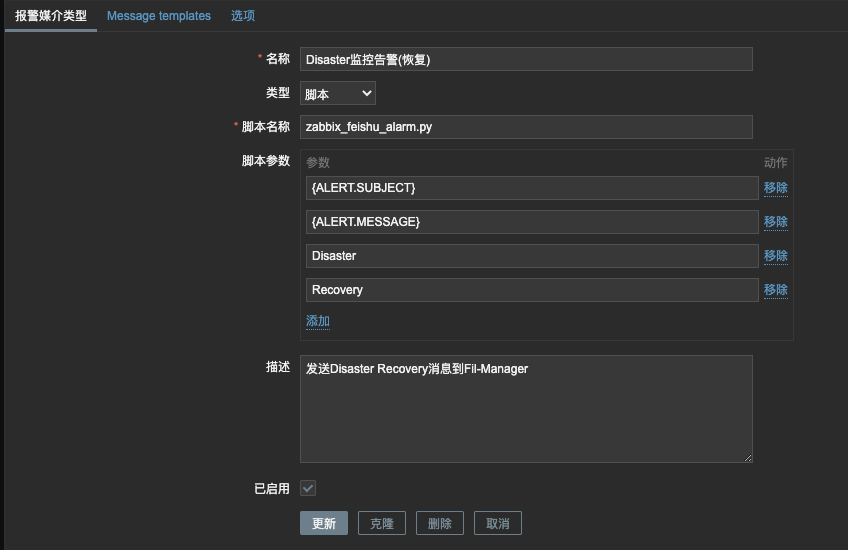 报警媒介类型 Message templates 选项
* 名称 Disaster监控告警(恢复)
类型 脚本
* 脚本名称 zabbix_feishu_alarm.py
脚本参数 参数 动作
{ALERT.SUBJECT} 移除
{ALERT.MESSAGE} 移除
Disaster 移除
Recovery 移除
添加
描述 发送Disaster Recovery消息到Fil-Manager
已启用
更新 克隆 删除 取消